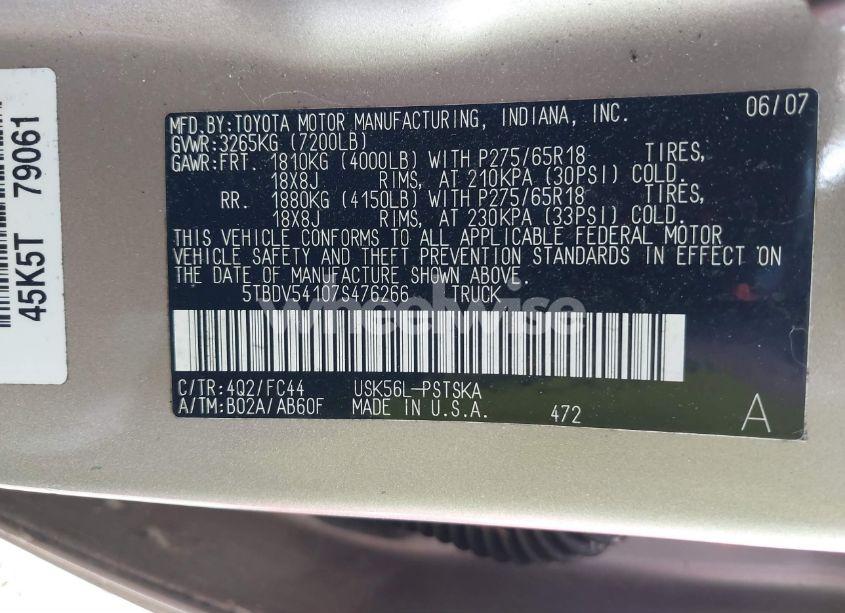 45K5T 79061
MFD.BY:TOYOTA MOTOR MANUFACTURING, INDIANA, INC. 06/07
GVWR:3265KG (7200LB)
GAWR:FRT. 1810KG (4000LB) WITH P275/65R18 TIRES,
18X8J RIMS, AT 210KPA (30PSI) COLD.
RR. 1880KG (4150LB) WITH P275/65R18 TIRES,
18X8J RIMS, AT 230KPA (33PSI) COLD.
THIS VEHICLE CONFORMS TO ALL APPLICABLE FEDERAL MOTOR
VEHICLE SAFETY AND THEFT PREVENTION STANDARDS IN EFFECT ON
THE DATE OF MANUFACTURE SHOWN ABOVE.
5TBDV54107S476266 TRUCK
wheelwise
C/TR:4Q2/FC44 USK56L-PSTSKA
A/TM:B02A/AB60F MADE IN U.S.A. 472 A